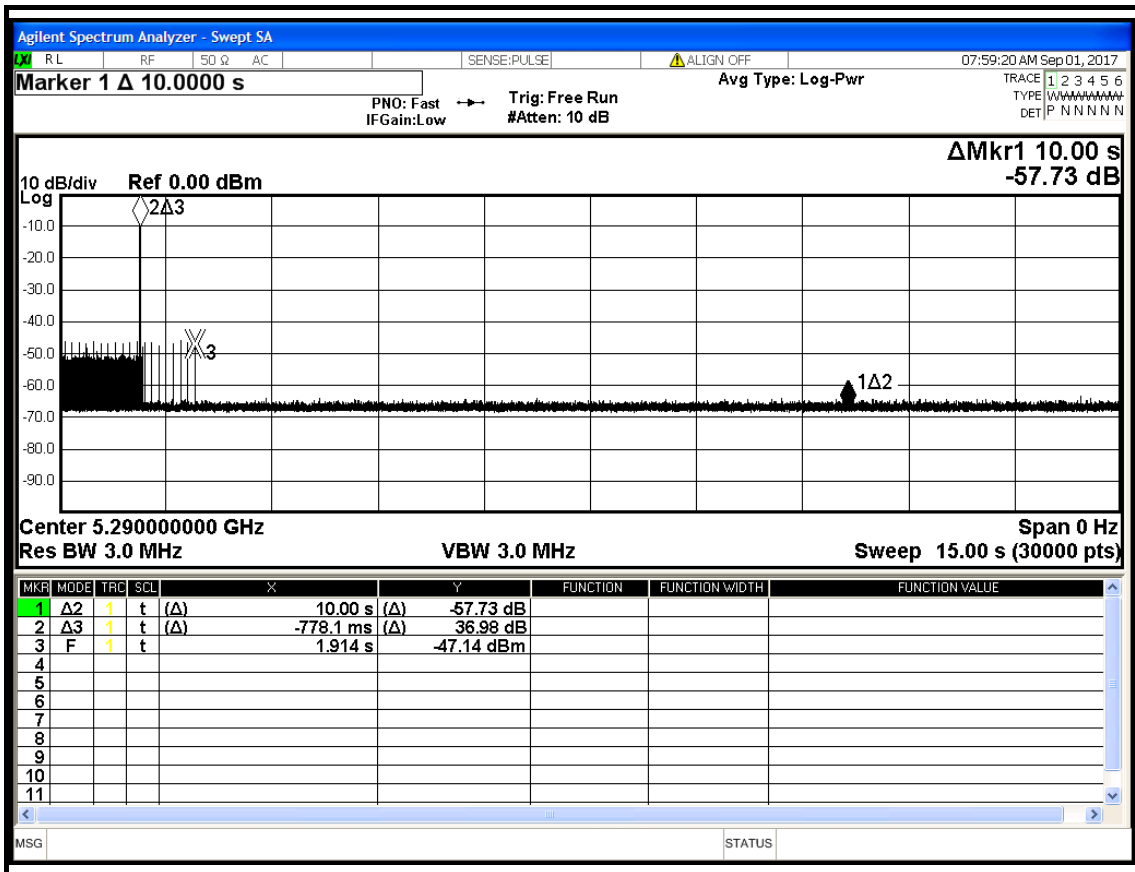 Agilent Spectrum Analyzer - Swept SA
LXI RL RF 50 Ω AC SENSE:PULSE ALIGN OFF 07:59:20 AM Sep 01, 2017
Marker 1 Δ 10.0000 s
PNO: Fast
IFGain:Low
Trig: Free Run
#Atten: 10 dB
Avg Type: Log-Pwr
TRACE 1 2 3 4 5 6
TYPE WWWWWW
DET P N N N N N
ΔMkr1 10.00 s
-57.73 dB
10 dB/div Ref 0.00 dBm
Log
2Δ3
-10.0
-20.0
-30.0
-40.0
-50.0
3
-60.0
1Δ2
-70.0
-80.0
-90.0
Center 5.290000000 GHz Span 0 Hz
Res BW 3.0 MHz VBW 3.0 MHz Sweep 15.00 s (30000 pts)
MKR MODE TRC SCL X Y FUNCTION FUNCTION WIDTH FUNCTION VALUE
1 Δ2 1 t (Δ) 10.00 s (Δ) -57.73 dB
2 Δ3 1 t (Δ) -778.1 ms (Δ) 36.98 dB
3 F 1 t 1.914 s -47.14 dBm
4
5
6
7
8
9
10
11
MSG STATUS